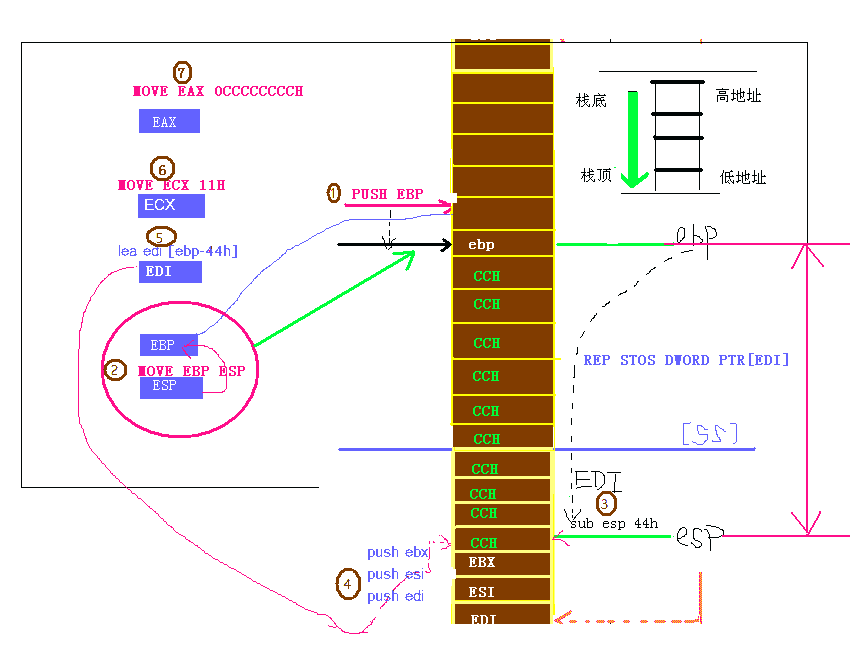 ⑦
MOVE EAX 0CCCCCCCCH
EAX
⑥
MOVE ECX 11H
ECX
⑤
lea edi [ebp-44h]
EDI
EBP
② MOVE EBP ESP
ESP
① PUSH EBP
栈底
高地址
栈顶
低地址
ebp
ebp
CCH
CCH
CCH
REP STOS DWORD PTR[EDI]
CCH
CCH
CCH
CCH
CCH
CCH
EDI
③
sub esp 44h
CCH
esp
④
push ebx
push esi
push edi
EBX
ESI
EDI